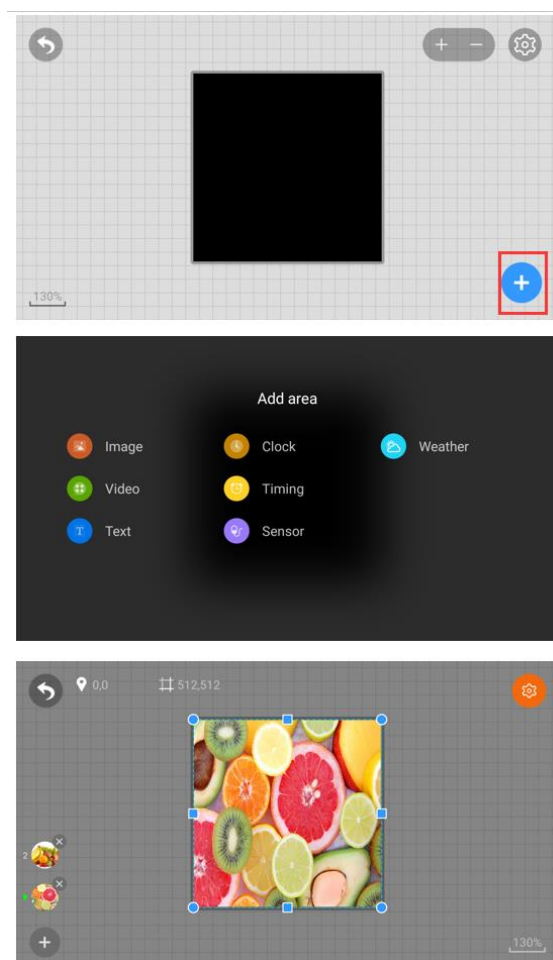 + −
130%
+
Add area
Image
Clock
Weather
Video
Timing
T
Text
Sensor
0,0
512,512
2
+
130%